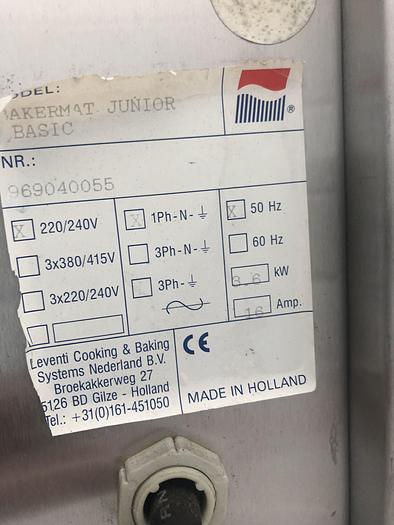 ODEL:
AKERMAT JUNIOR
BASIC
®
NR.:
969040055
X 220/240V
3x380/415V
3x220/240V
X 1Ph-N-⏚
3Ph-N-⏚
3Ph-⏚
X 50 Hz
60 Hz
3.6 kW
16 Amp.
Leventi Cooking & Baking
Systems Nederland B.V.
Broekakkerweg 27
5126 BD Gilze - Holland
Tel.: +31(0)161-451050
CE
MADE IN HOLLAND